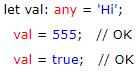 let val: any = 'Hi';
val = 555;   // OK
val = true;   // OK